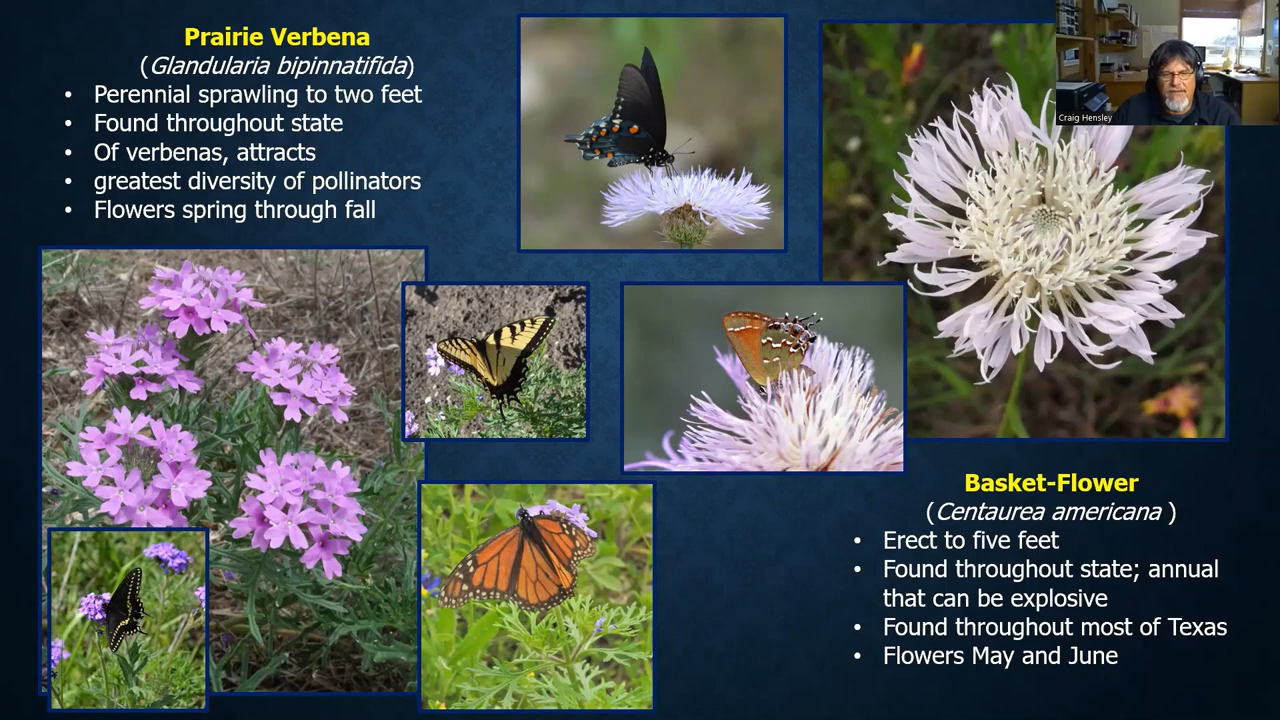 Prairie Verbena
(Glandularia bipinnatifida)
• Perennial sprawling to two feet
• Found throughout state
• Of verbenas, attracts
• greatest diversity of pollinators
• Flowers spring through fall
Craig Hensley
Basket-Flower
(Centaurea americana )
• Erect to five feet
• Found throughout state; annual
that can be explosive
• Found throughout most of Texas
• Flowers May and June